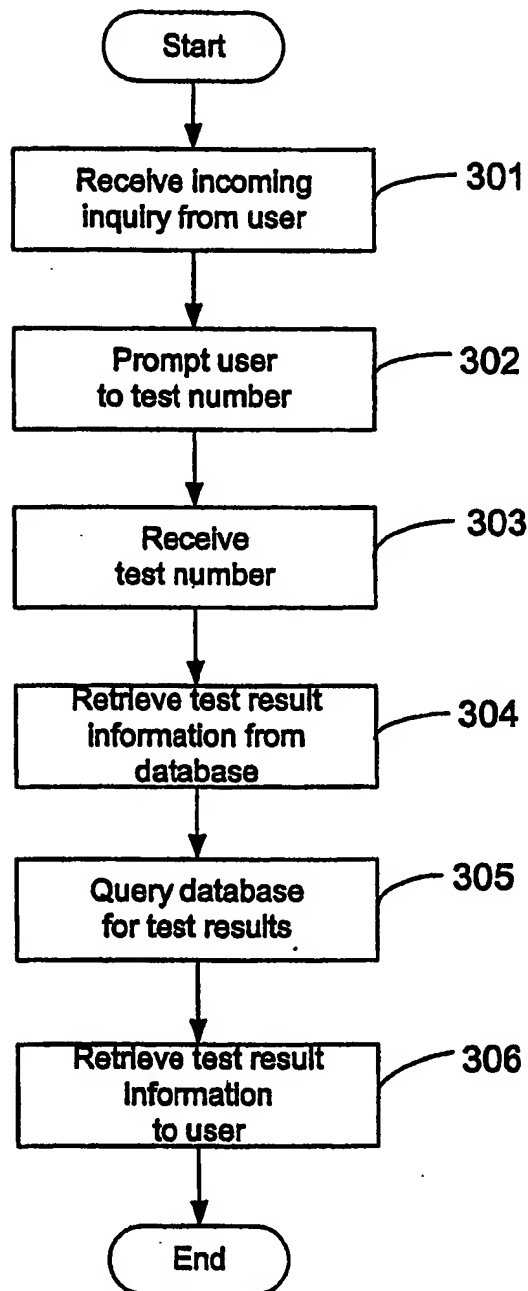 Start
Receive incoming
inquiry from user
301
Prompt user
to test number
302
Receive
test number
303
Retrieve test result
information from
database
304
Query database
for test results
305
Retrieve test result
information
to user
306
End